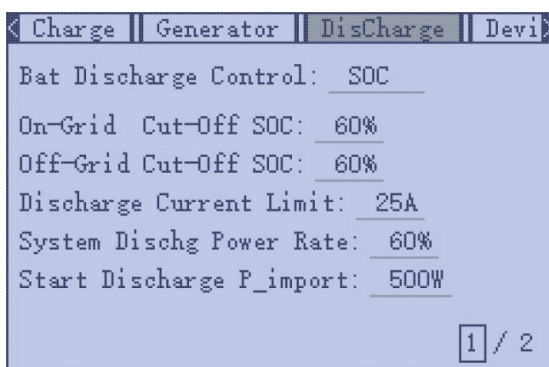 Charge Generator DisCharge Devi
Bat Discharge Control: SOC
On-Grid Cut-Off SOC: 60%
Off-Grid Cut-Off SOC: 60%
Discharge Current Limit: 25A
System Dischg Power Rate: 60%
Start Discharge P_import: 500W
1 / 2